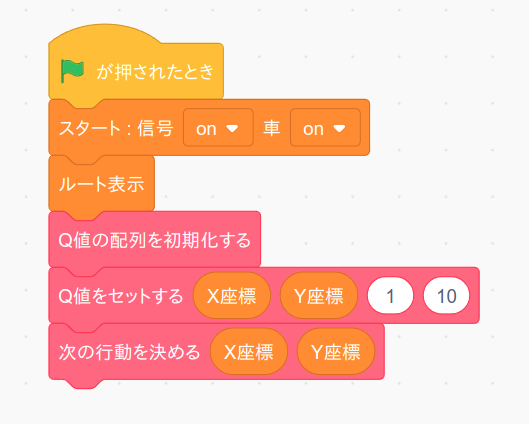 が押されたとき
スタート : 信号 on 車 on
ルート表示
Q値の配列を初期化する
Q値をセットする X座標 Y座標 1 10
次の行動を決める X座標 Y座標